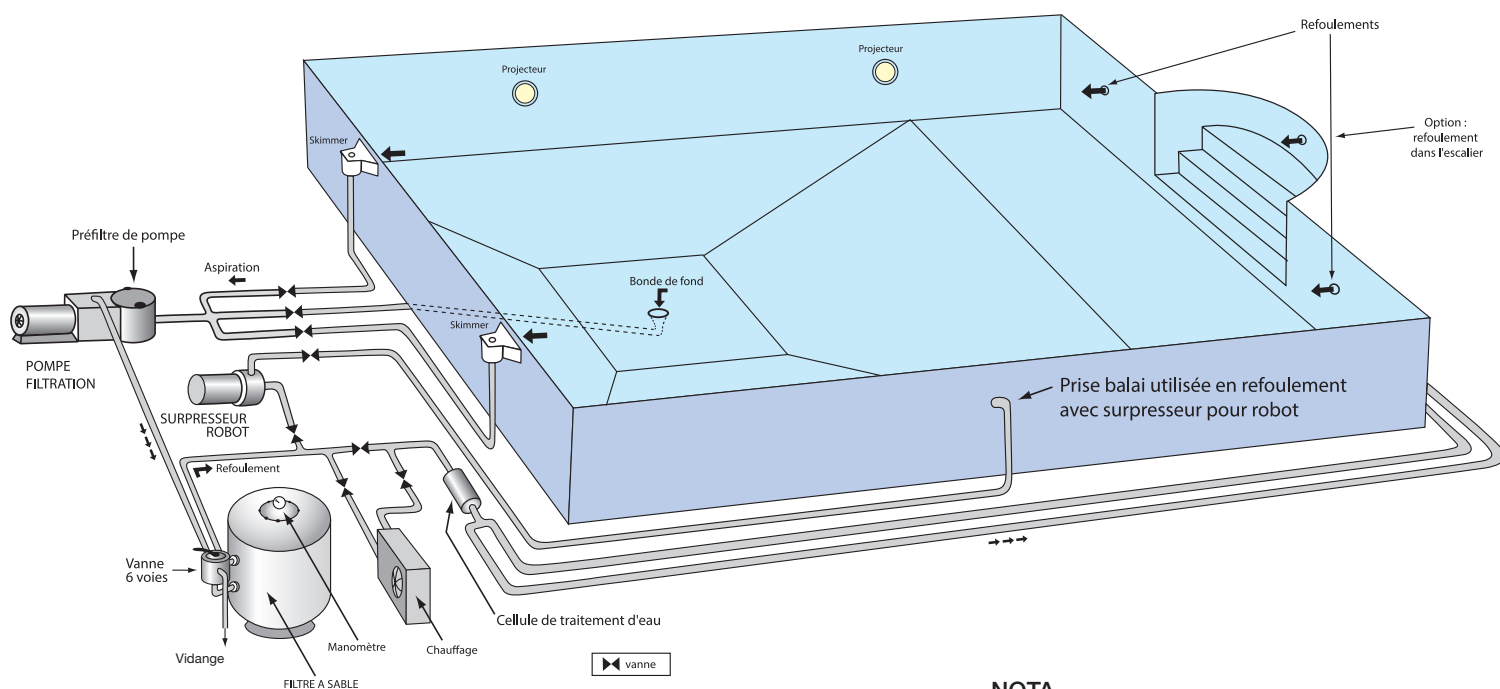 Refoulements
Projecteur
Projecteur
Option :
refoulement
dans l'escalier
Skimmer
Préfiltre de pompe
Aspiration
Bonde de fond
Skimmer
POMPE
FILTRATION
Prise balai utilisée en refoulement
avec surpresseur pour robot
SURPRESSEUR
ROBOT
Refoulement
Vanne
6 voies
Cellule de traitement d'eau
Manomètre
Chauffage
Vidange
vanne
FILTRE A SABLE
NOTA